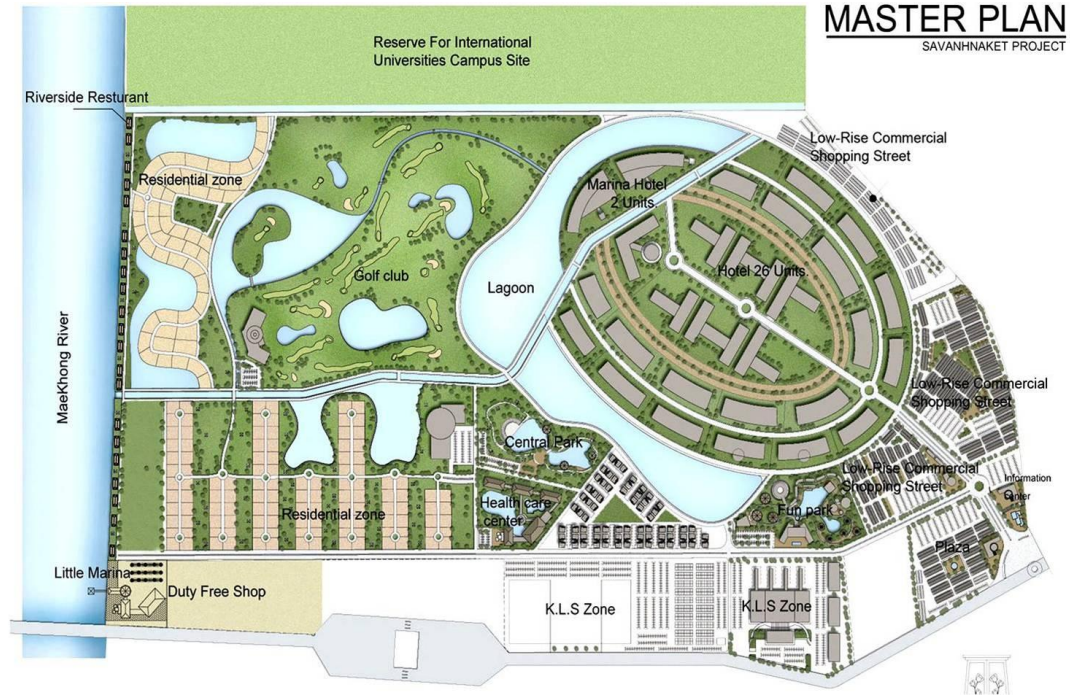 MASTER PLAN
SAVANHNAKET PROJECT
Reserve For International
Universities Campus Site
Riverside Resturant
Low-Rise Commercial
Shopping Street
Residential zone
Marina Hotel
2 Units
Golf club
Hotel 26 Units
Lagoon
MaeKhong River
Low-Rise Commercial
Shopping Street
Central Park
Low-Rise Commercial
Shopping Street
Information
Center
Health care
center
Residential zone
Fun park
Plaza
Little Marina
Duty Free Shop
K.L.S Zone
K.L.S Zone